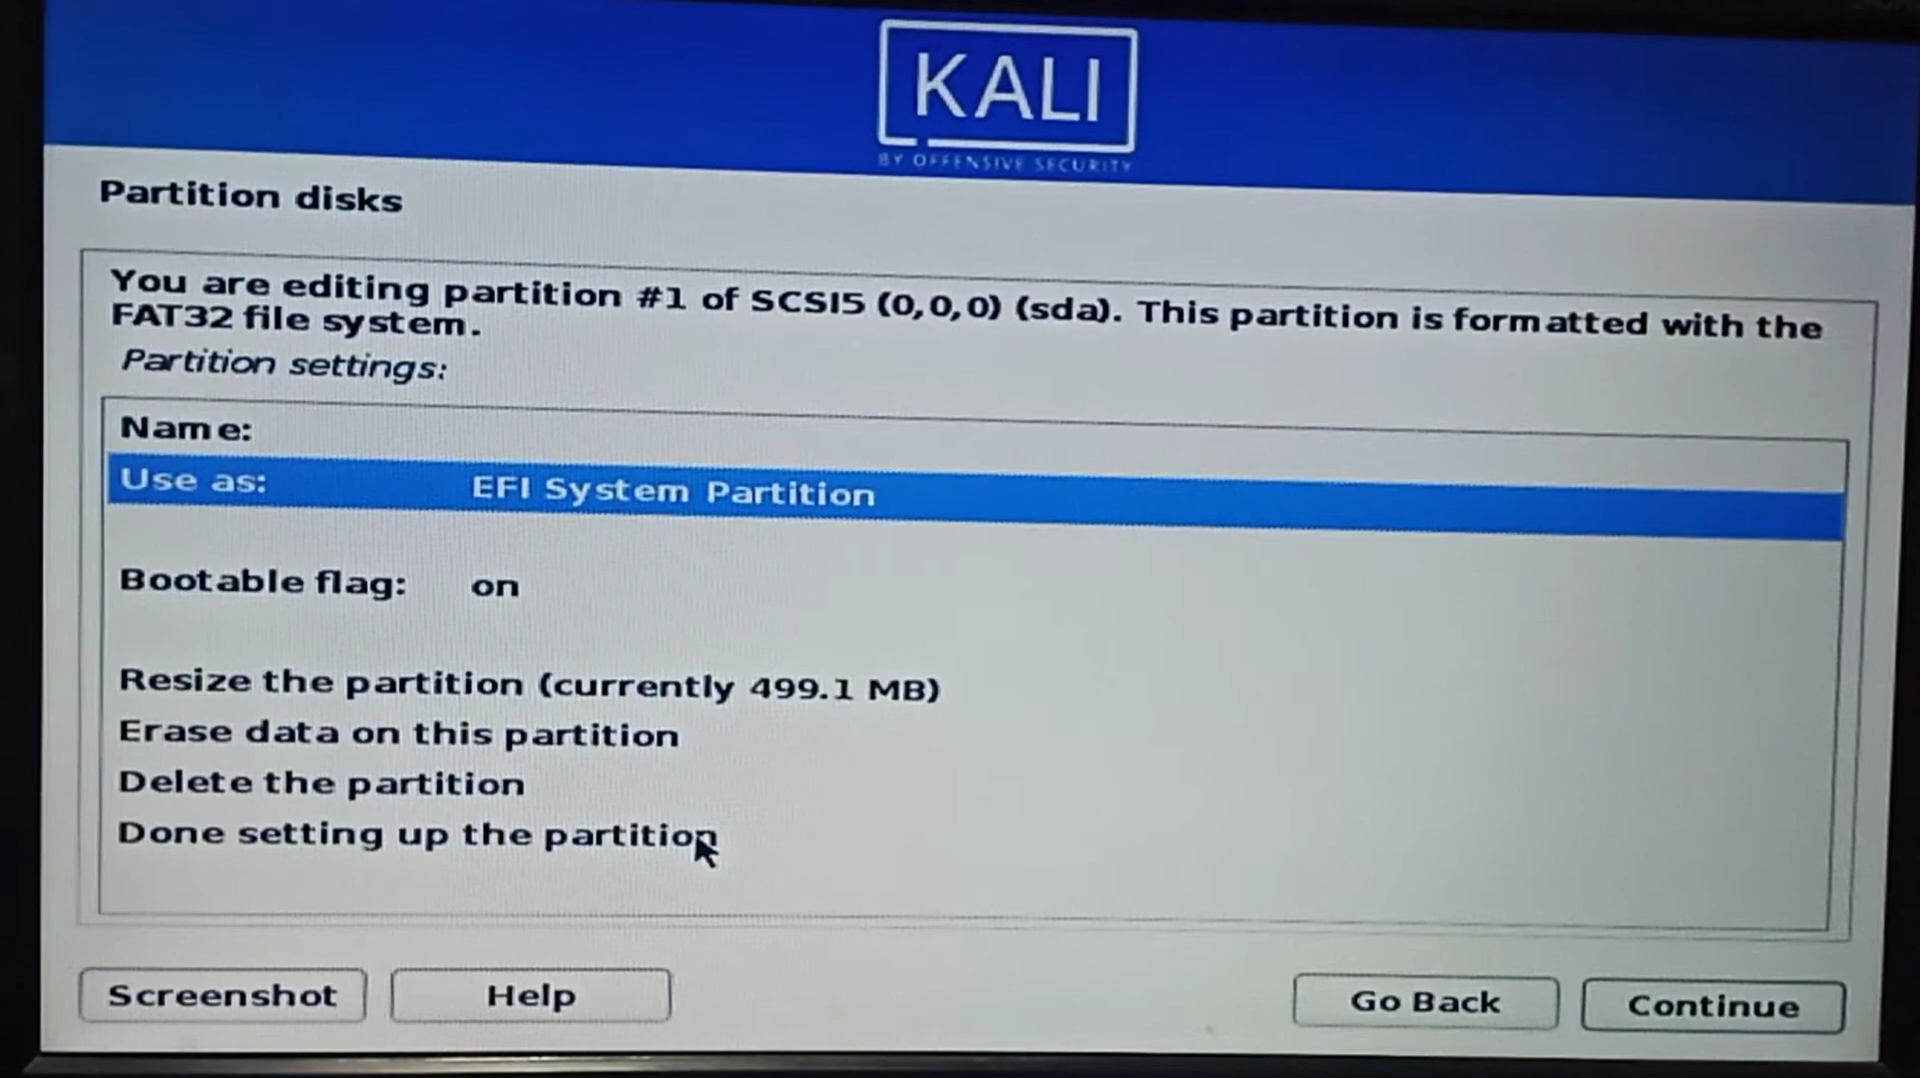 KALI
BY OFFENSIVE SECURITY
Partition disks
You are editing partition #1 of SCSI5 (0,0,0) (sda). This partition is formatted with the
FAT32 file system.
Partition settings:
Name:
Use as: EFI System Partition
Bootable flag: on
Resize the partition (currently 499.1 MB)
Erase data on this partition
Delete the partition
Done setting up the partition
Screenshot Help Go Back Continue